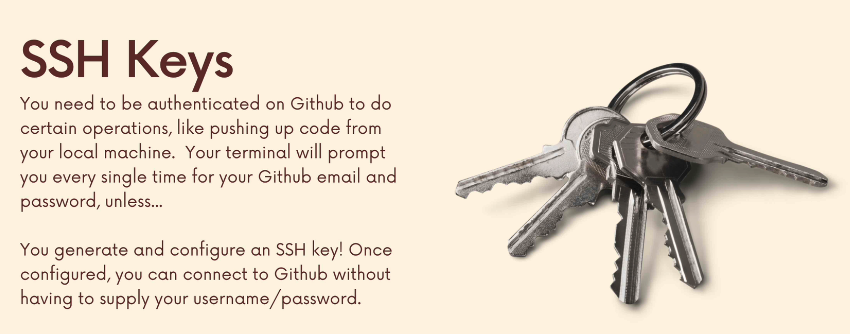 SSH Keys
You need to be authenticated on Github to do
certain operations, like pushing up code from
your local machine.  Your terminal will prompt
you every single time for your Github email and
password, unless...
You generate and configure an SSH key! Once
configured, you can connect to Github without
having to supply your username/password.